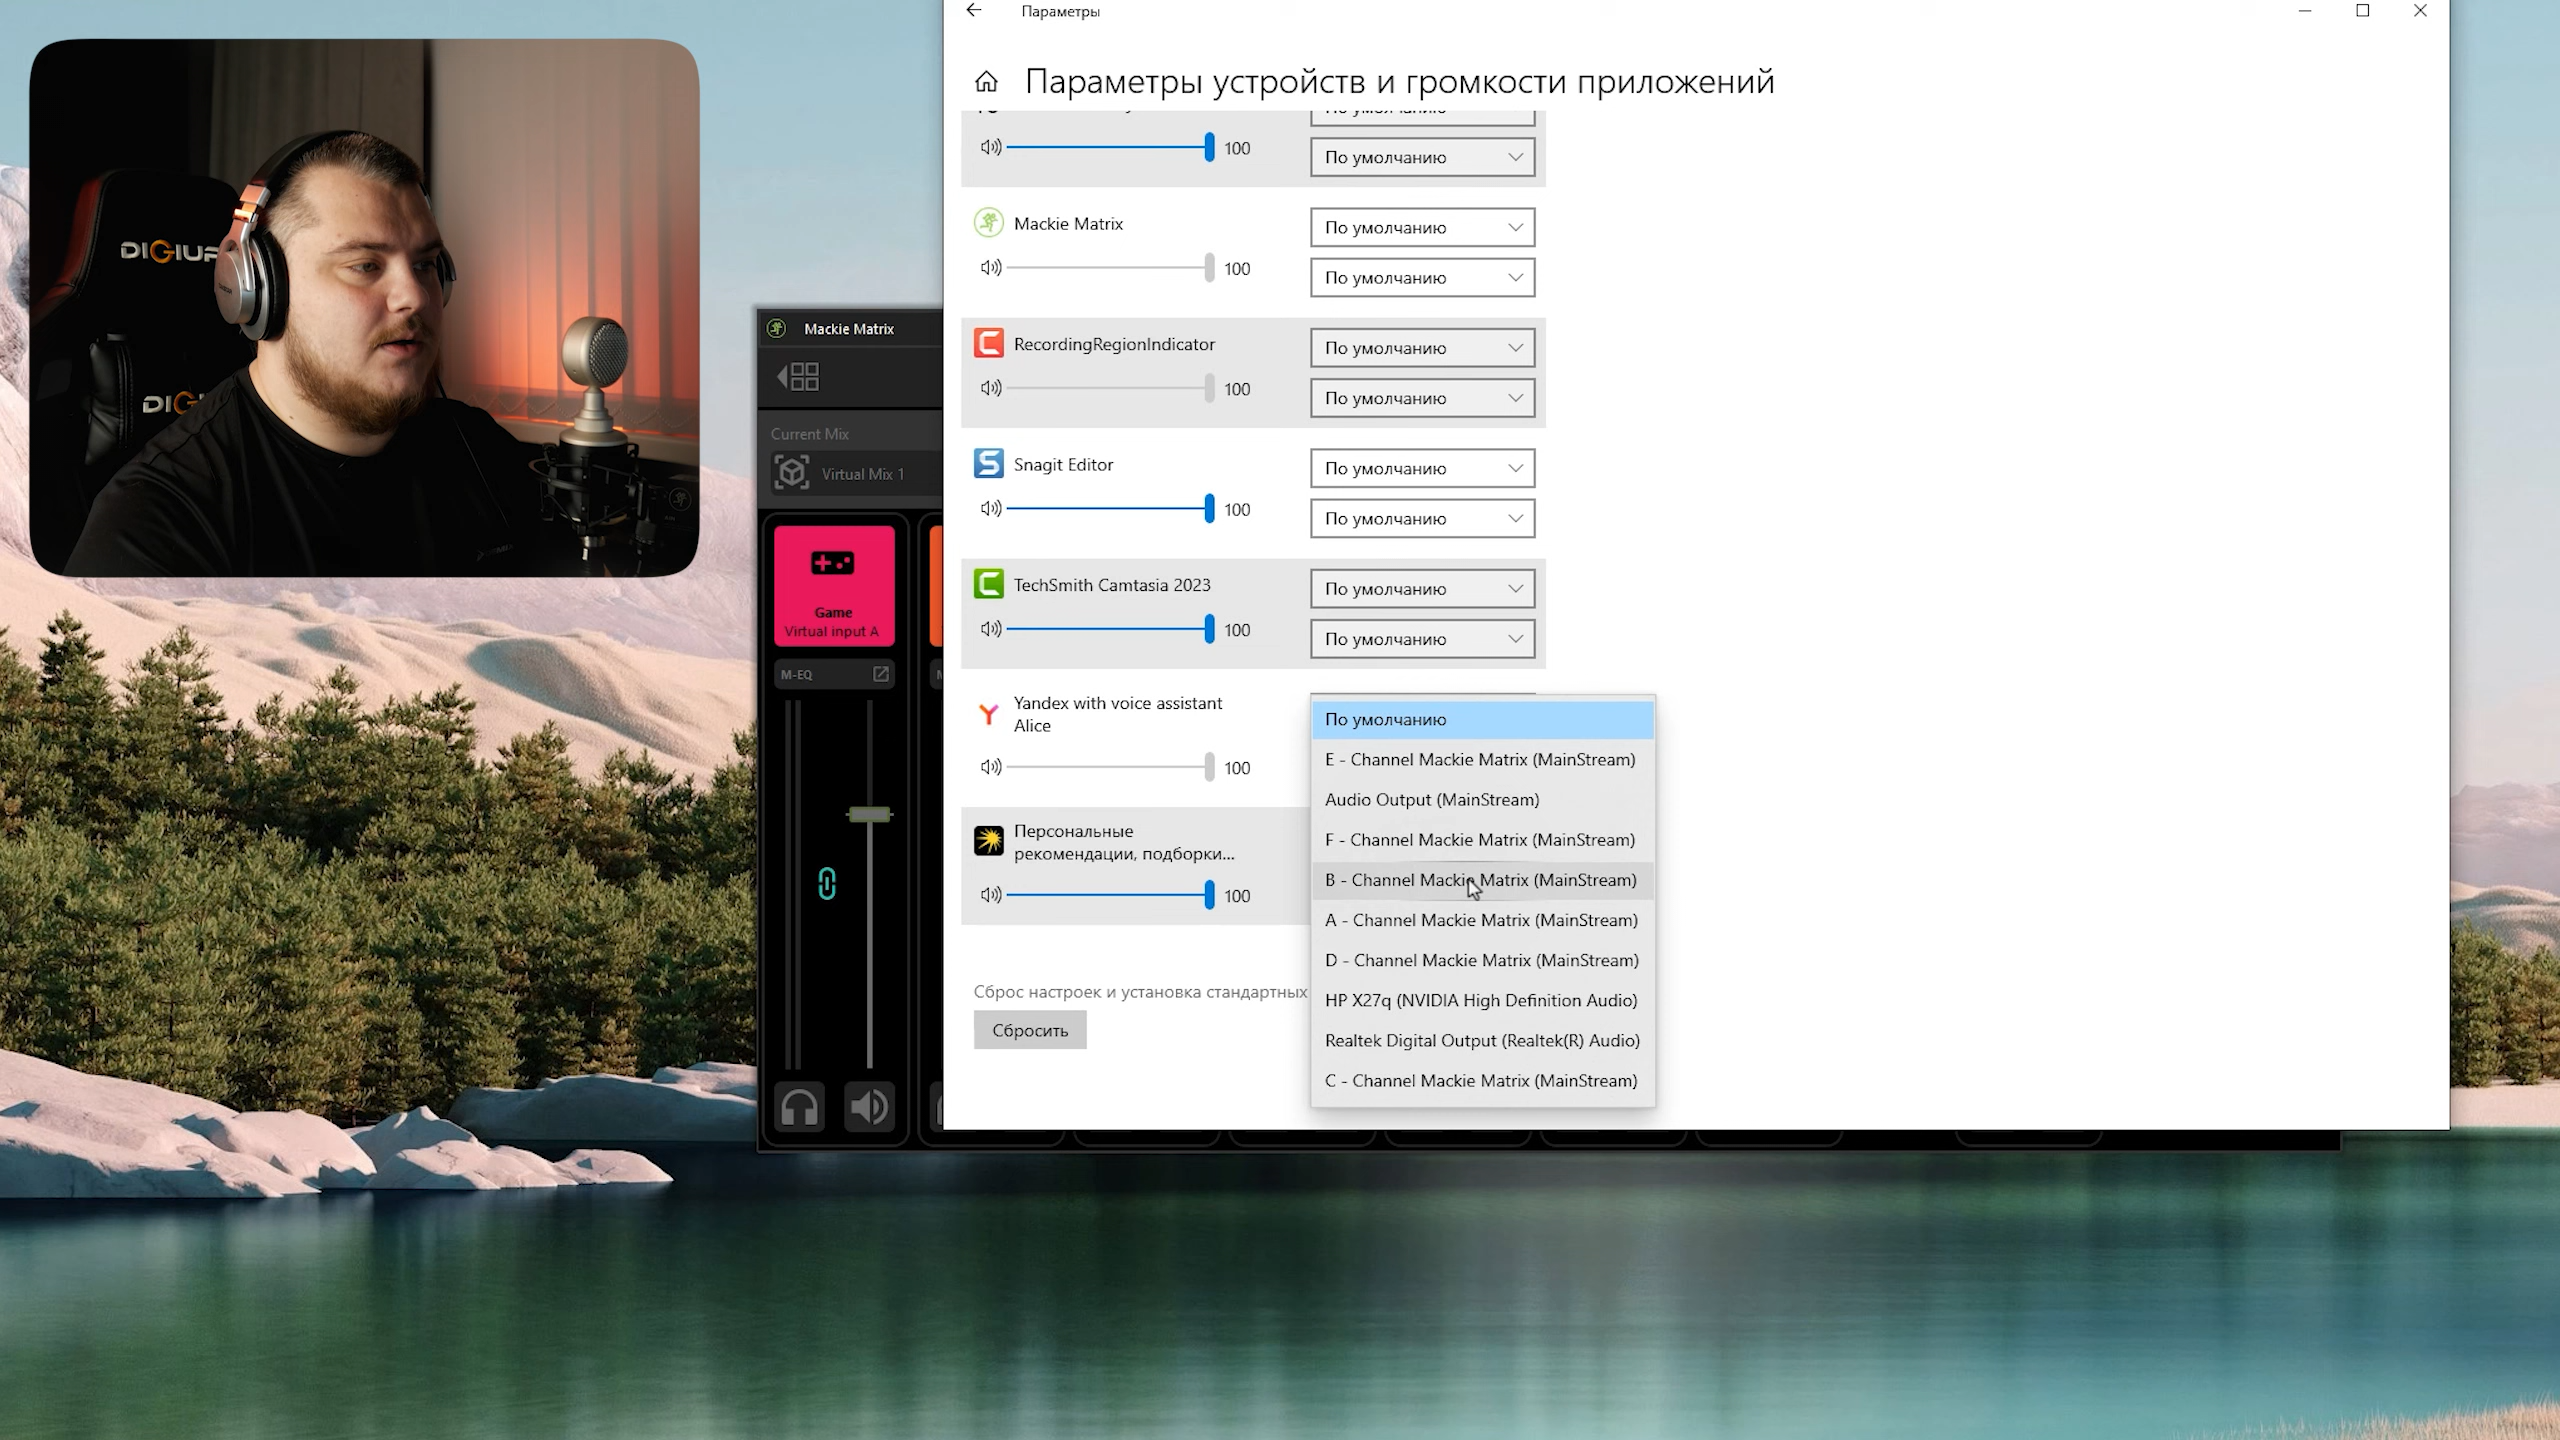 Параметры
Параметры устройств и громкости приложений
100
По умолчанию
Mackie Matrix
По умолчанию
100
По умолчанию
RecordingRegionIndicator
По умолчанию
100
По умолчанию
Snagit Editor
По умолчанию
100
По умолчанию
TechSmith Camtasia 2023
По умолчанию
100
По умолчанию
Yandex with voice assistant
Alice
100
Персональные
рекомендации, подборки...
100
По умолчанию
E - Channel Mackie Matrix (MainStream)
Audio Output (MainStream)
F - Channel Mackie Matrix (MainStream)
B - Channel Mackie Matrix (MainStream)
A - Channel Mackie Matrix (MainStream)
D - Channel Mackie Matrix (MainStream)
HP X27q (NVIDIA High Definition Audio)
Realtek Digital Output (Realtek(R) Audio)
C - Channel Mackie Matrix (MainStream)
Сброс настроек и установка стандартных
Сбросить
Mackie Matrix
Current Mix
Virtual Mix 1
Game
Virtual input A
M-EQ